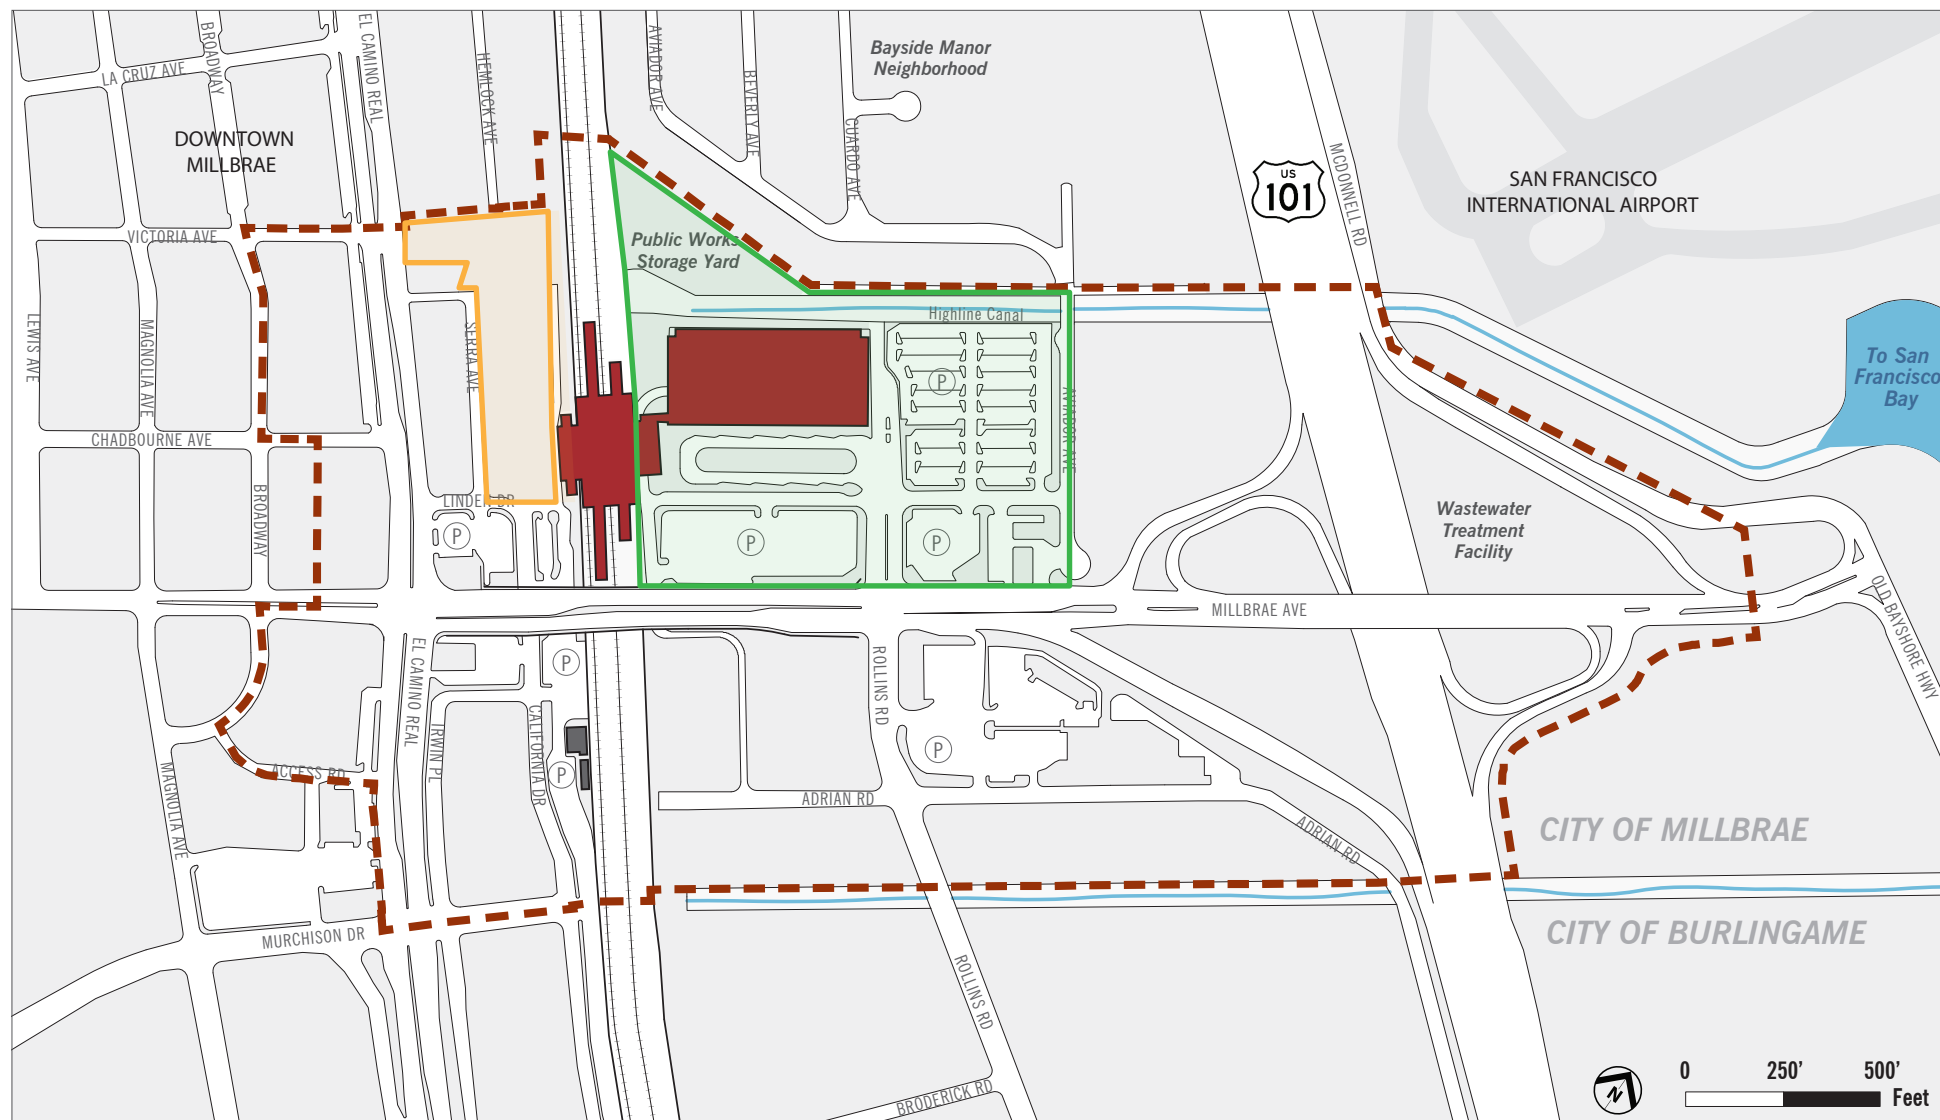 EL CAMINO REAL
BROADWAY
LA CRUZ AVE
HEMLOCK AVE
AVIADOR AVE
BEVERLY AVE
CUARDO AVE
Bayside Manor
Neighborhood
DOWNTOWN
MILLBRAE
US
101
MCDONNELL RD
SAN FRANCISCO
INTERNATIONAL AIRPORT
VICTORIA AVE
Public Works
Storage Yard
Highline Canal
LEWIS AVE
MAGNOLIA AVE
SERRA AVE
P
AVIADOR AVE
To San
Francisco
Bay
CHADBOURNE AVE
BROADWAY
LINDEN DR
P
P
P
Wastewater
Treatment
Facility
MILLBRAE AVE
OLD BAYSHORE HWY
EL CAMINO REAL
P
ROLLINS RD
IRWIN PL
CALIFORNIA DR
P
P
MAGNOLIA AVE
ACCESS RD
ADRIAN RD
ADRIAN RD
CITY OF MILLBRAE
CITY OF BURLINGAME
MURCHISON DR
ROLLINS RD
BRODERICK RD
N
0 250' 500'
Feet